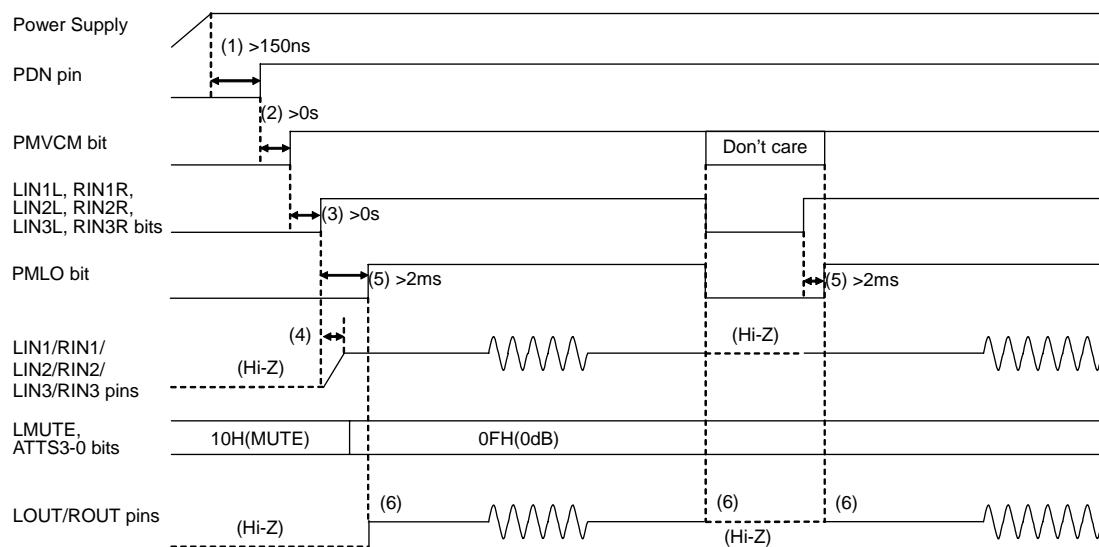 Power Supply
(1) >150ns
PDN pin
(2) >0s
PMVCM bit
Don't care
LIN1L, RIN1R,
LIN2L, RIN2R,
LIN3L, RIN3R bits
(3) >0s
PMLO bit
(5) >2ms
(5) >2ms
(4)
LIN1/RIN1/
LIN2/RIN2/
LIN3/RIN3 pins
(Hi-Z)
(Hi-Z)
LMUTE,
ATTS3-0 bits
10H(MUTE)
0FH(0dB)
LOUT/ROUT pins
(6)
(6)
(6)
(Hi-Z)
(Hi-Z)